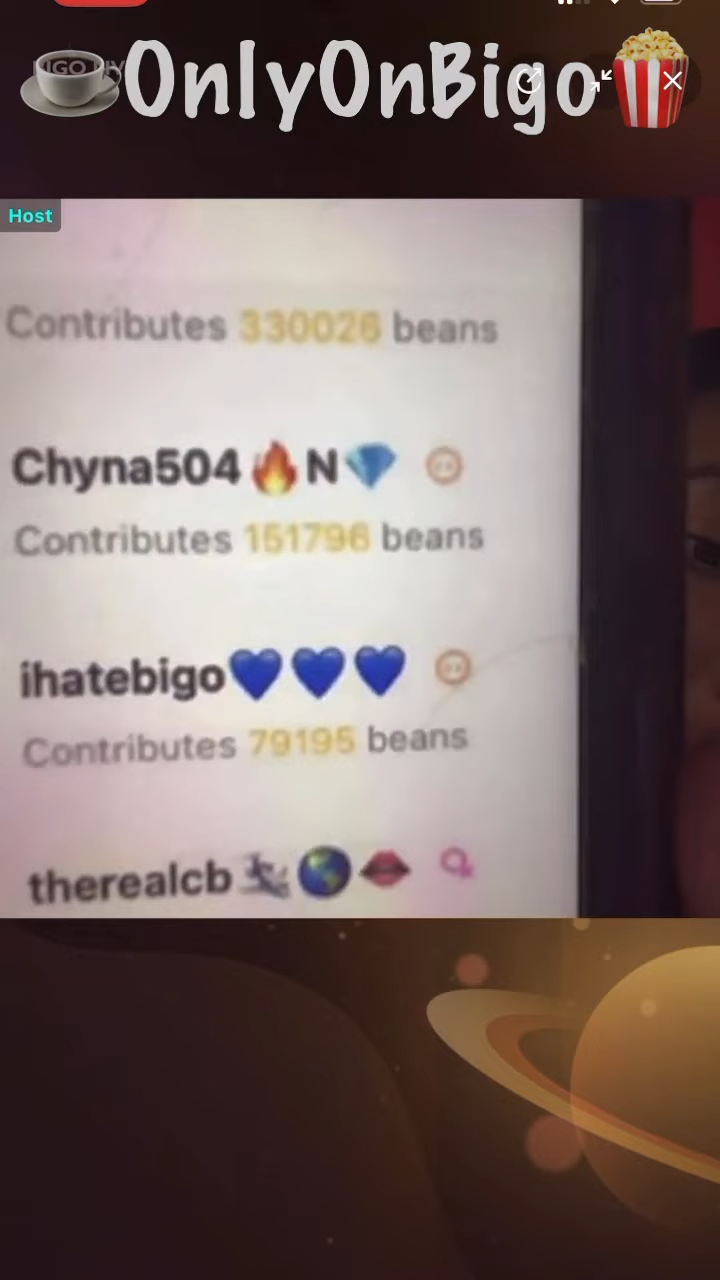 OnlyOnBigo
Host
Contributes 330026 beans
Chyna504🔥N💎
Contributes 151796 beans
ihatebigo💙💙💙
Contributes 79195 beans
therealcb🌎👄